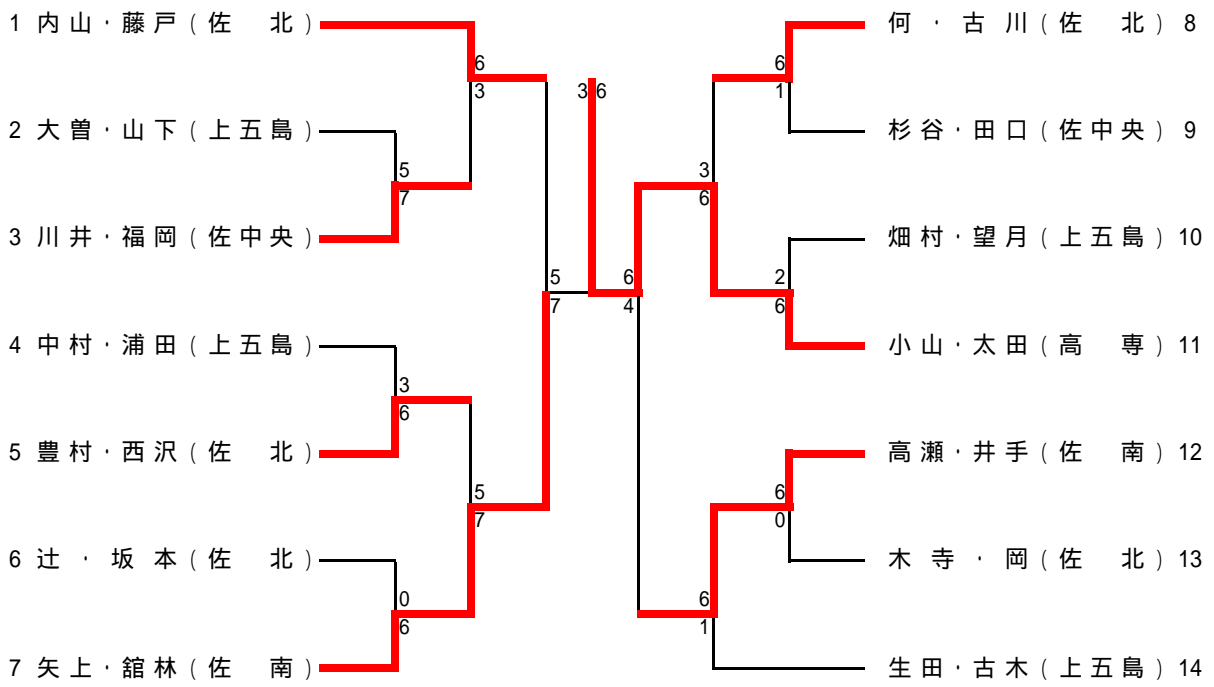 1 内山・藤戸(佐 北)
6
3
2 大曽・山下(上五島)
5
7
3 川井・福岡(佐中央)
5
7
4 中村・浦田(上五島)
3
6
5 豊村・西沢(佐 北)
5
7
6 辻・坂本(佐 北)
0
6
7 矢上・舘林(佐 南)
3 6
6
4
何・古川(佐 北) 8
6
1
杉谷・田口(佐中央) 9
3
6
畑村・望月(上五島) 10
2
6
小山・太田(高 専) 11
高瀬・井手(佐 南) 12
6
0
木寺・岡(佐 北) 13
6
1
生田・古木(上五島) 14